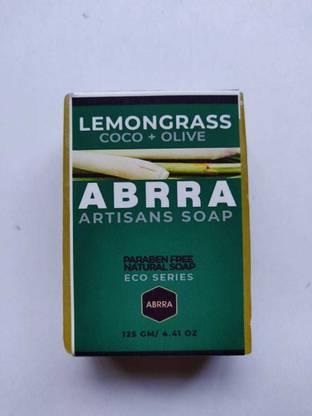 LEMONGRASS
COCO + OLIVE
ABRRA
ARTISANS SOAP
PARABEN FREE
NATURAL SOAP
ECO SERIES
ABRRA
125 GM/ 4.41 OZ